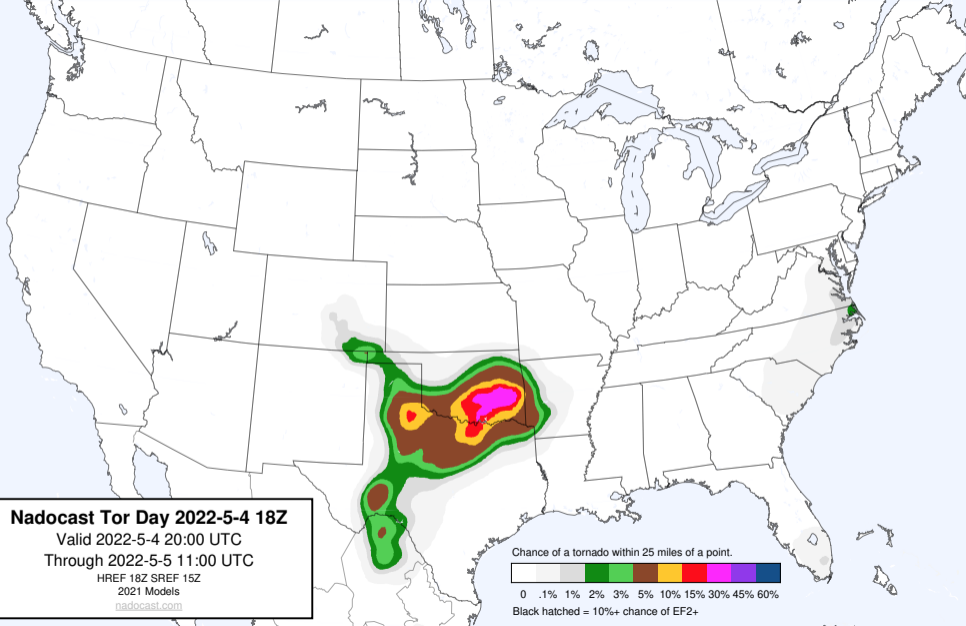 Nadocast Tor Day 2022-5-4 18Z
Valid 2022-5-4 20:00 UTC
Through 2022-5-5 11:00 UTC
HREF 18Z SREF 15Z
2021 Models
nadocast.com
Chance of a tornado within 25 miles of a point.
0 .1% 1% 2% 3% 5% 10% 15% 30% 45% 60%
Black hatched = 10%+ chance of EF2+